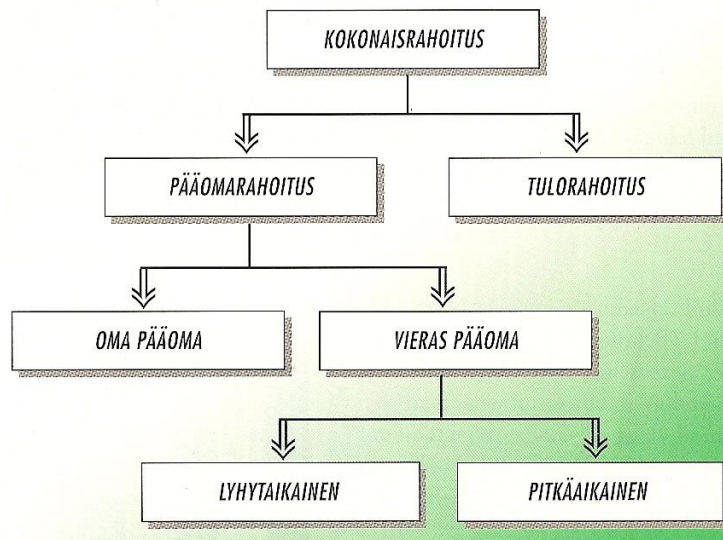 KOKONAISRAHOITUS
PÄÄOMARAHOITUS
TULORAHOITUS
OMA PÄÄOMA
VIERAS PÄÄOMA
LYHYTAIKAINEN
PITKÄAIKAINEN